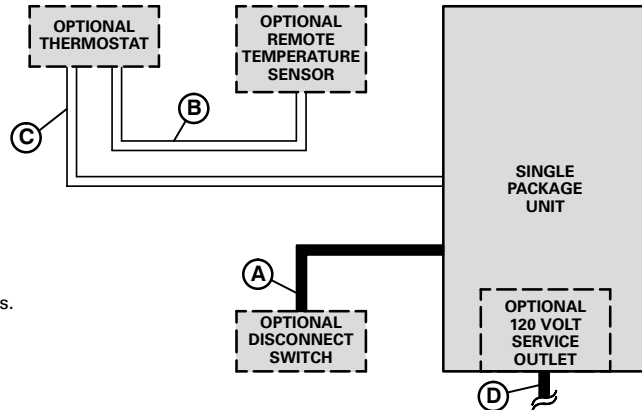 OPTIONAL
THERMOSTAT
OPTIONAL
REMOTE
TEMPERATURE
SENSOR
B
C
SINGLE
PACKAGE
UNIT
A
s.
OPTIONAL
DISCONNECT
SWITCH
OPTIONAL
120 VOLT
SERVICE
OUTLET
D